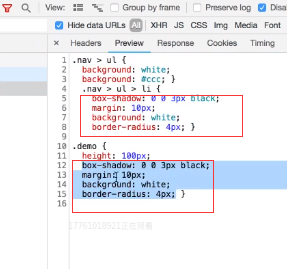 View:
Group by frame
Preserve log
Hide data URLs
All
XHR
JS
CSS
Img
Media
Font
×
Headers
Preview
Response
Cookies
Timing
1 .nav > ul {
2 background: white;
3 background: #ccc; }
4 .nav > ul > li {
5 box-shadow: 0 0 3px black;
6 margin: 10px;
7 background: white;
8 border-radius: 4px; }
9
10 .demo {
11 height: 100px;
12 box-shadow: 0 0 3px black;
13 margin: 10px;
14 background: white;
15 border-radius: 4px; }
16